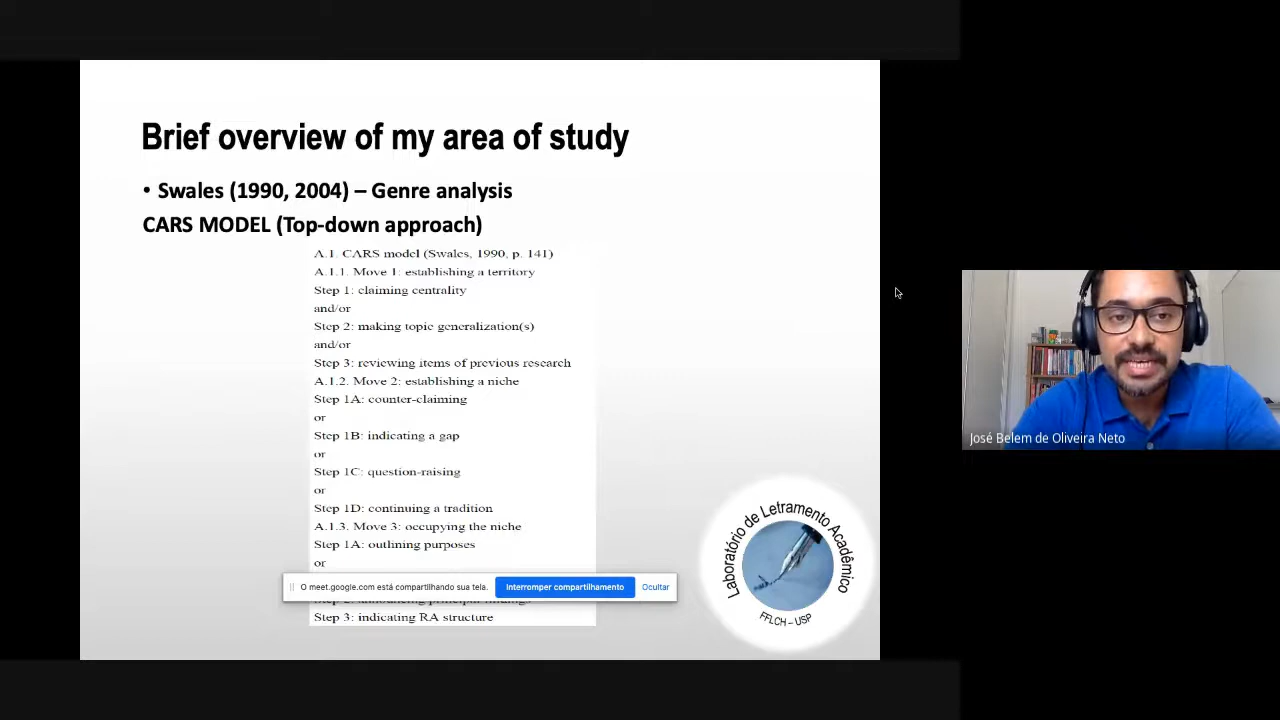 Brief overview of my area of study
• Swales (1990, 2004) – Genre analysis
CARS MODEL (Top-down approach)
A.1. CARS model (Swales, 1990, p. 141)
A.1.1. Move 1: establishing a territory
Step 1: claiming centrality
and/or
Step 2: making topic generalization(s)
and/or
Step 3: reviewing items of previous research
A.1.2. Move 2: establishing a niche
Step 1A: counter-claiming
or
Step 1B: indicating a gap
or
Step 1C: question-raising
or
Step 1D: continuing a tradition
A.1.3. Move 3: occupying the niche
Step 1A: outlining purposes
or
O meet.google.com está compartilhando sua tela. Interromper compartilhamento Ocultar
Step 2: announcing principal findings
Step 3: indicating RA structure
Laboratório de Letramento Acadêmico
FFLCH – USP
José Belem de Oliveira Neto